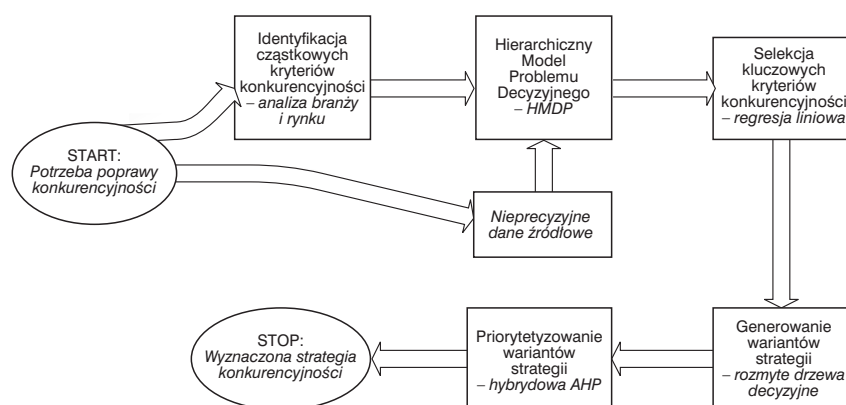 Identyfikacja
cząstkowych
kryteriów
konkurencyjności
– analiza branży
i rynku
Hierarchiczny
Model
Problemu
Decyzyjnego
– HMDP
Selekcja
kluczowych
kryteriów
konkurencyjności
– regresja liniowa
START:
Potrzeba poprawy
konkurencyjności
Nieprecyzyjne
dane źródłowe
STOP:
Wyznaczona strategia
konkurencyjności
Priorytetyzowanie
wariantów
strategii
– hybrydowa AHP
Generowanie
wariantów
strategii
– rozmyte drzewa
decyzyjne